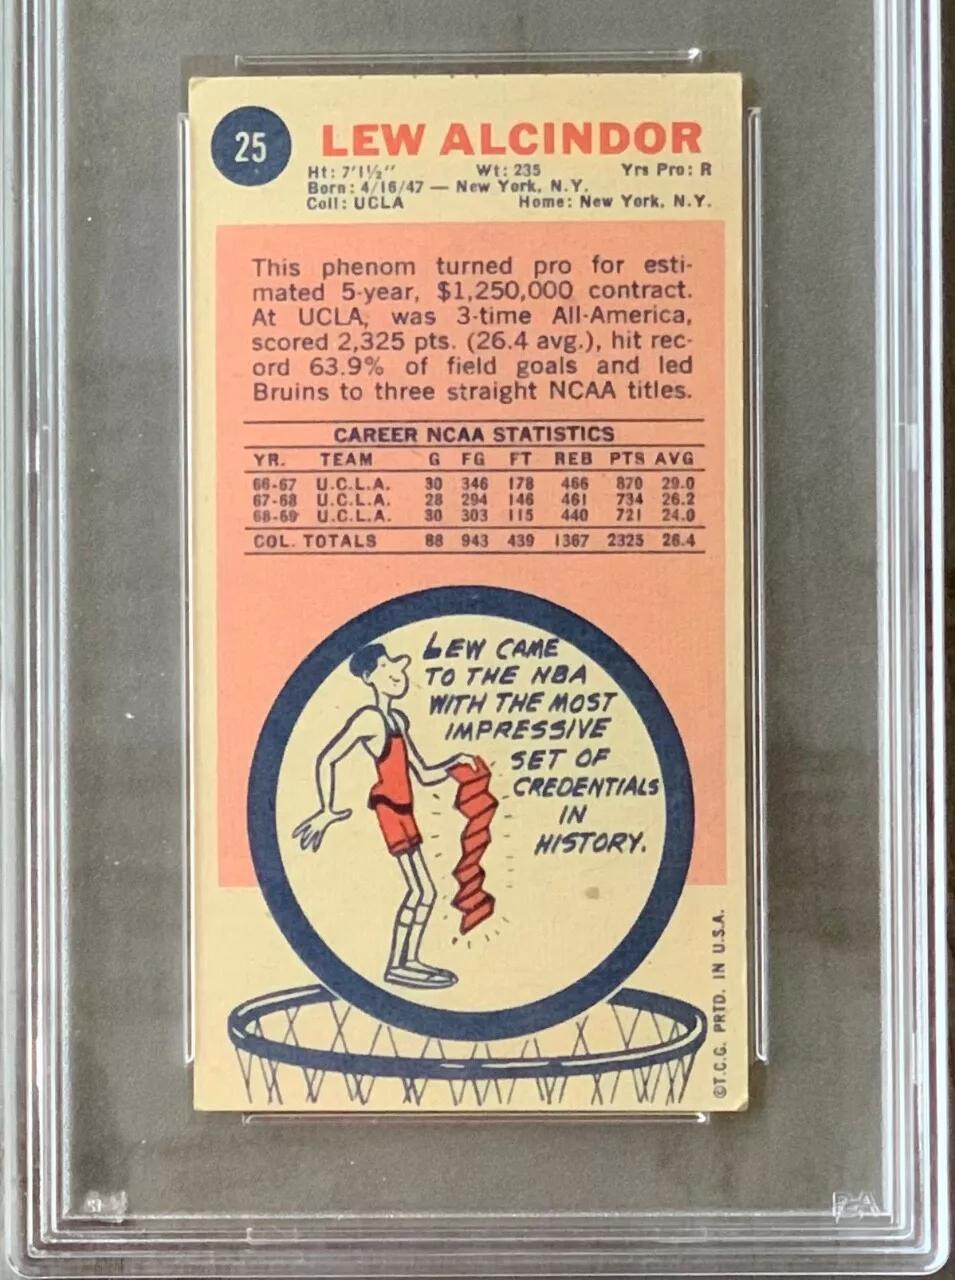 25
LEW ALCINDOR
Ht: 7'1½" Wt: 235 Yrs Pro: R
Born: 4/16/47 — New York, N.Y.
Coll: UCLA Home: New York, N.Y.
This phenom turned pro for esti-
mated 5-year, $1,250,000 contract.
At UCLA, was 3-time All-America,
scored 2,325 pts. (26.4 avg.), hit rec-
ord 63.9% of field goals and led
Bruins to three straight NCAA titles.
CAREER NCAA STATISTICS
YR. TEAM G FG FT REB PTS AVG
66-67 U.C.L.A. 30 346 178 466 870 29.0
67-68 U.C.L.A. 28 294 146 461 734 26.2
68-69 U.C.L.A. 30 303 115 440 721 24.0
COL. TOTALS 88 943 439 1367 2325 26.4
LEW CAME
TO THE NBA
WITH THE MOST
IMPRESSIVE
SET OF
CREDENTIALS
IN
HISTORY.
©T.C.G. PRTD. IN U.S.A.